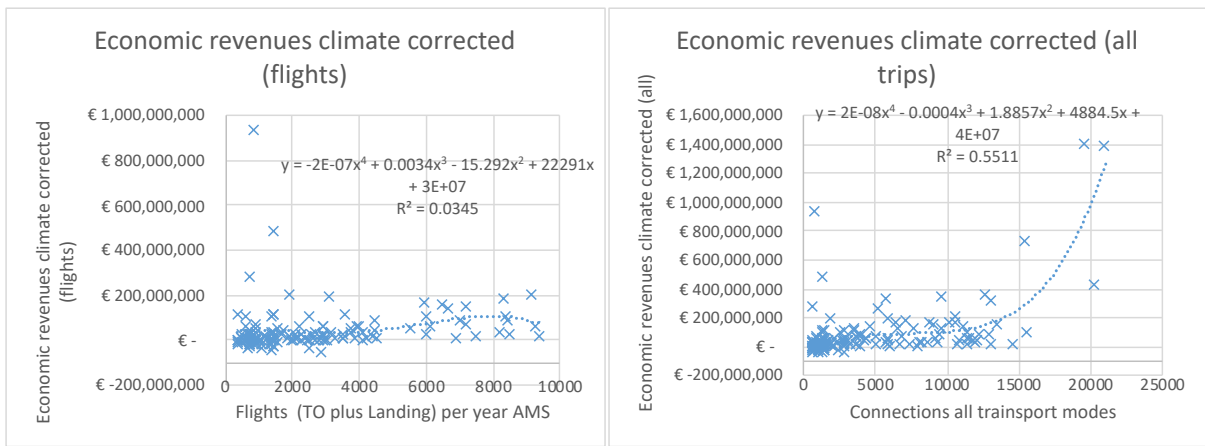 Economic revenues climate corrected
(flights)
Economic revenues climate corrected
(flights)
€ 1,000,000,000
€ 800,000,000
€ 600,000,000
€ 400,000,000
€ 200,000,000
€ -
€ -200,000,000
y = -2E-07x⁴ + 0.0034x³ - 15.292x² + 22291x
+ 3E+07
R² = 0.0345
0 2000 4000 6000 8000 10000
Flights (TO plus Landing) per year AMS
Economic revenues climate corrected (all
trips)
Economic revenues climate corrected (all)
€ 1,600,000,000
€ 1,400,000,000
€ 1,200,000,000
€ 1,000,000,000
€ 800,000,000
€ 600,000,000
€ 400,000,000
€ 200,000,000
€ -
€ -200,000,000
y = 2E-08x⁴ - 0.0004x³ + 1.8857x² + 4884.5x +
4E+07
R² = 0.5511
0 5000 10000 15000 20000 25000
Connections all trainsport modes